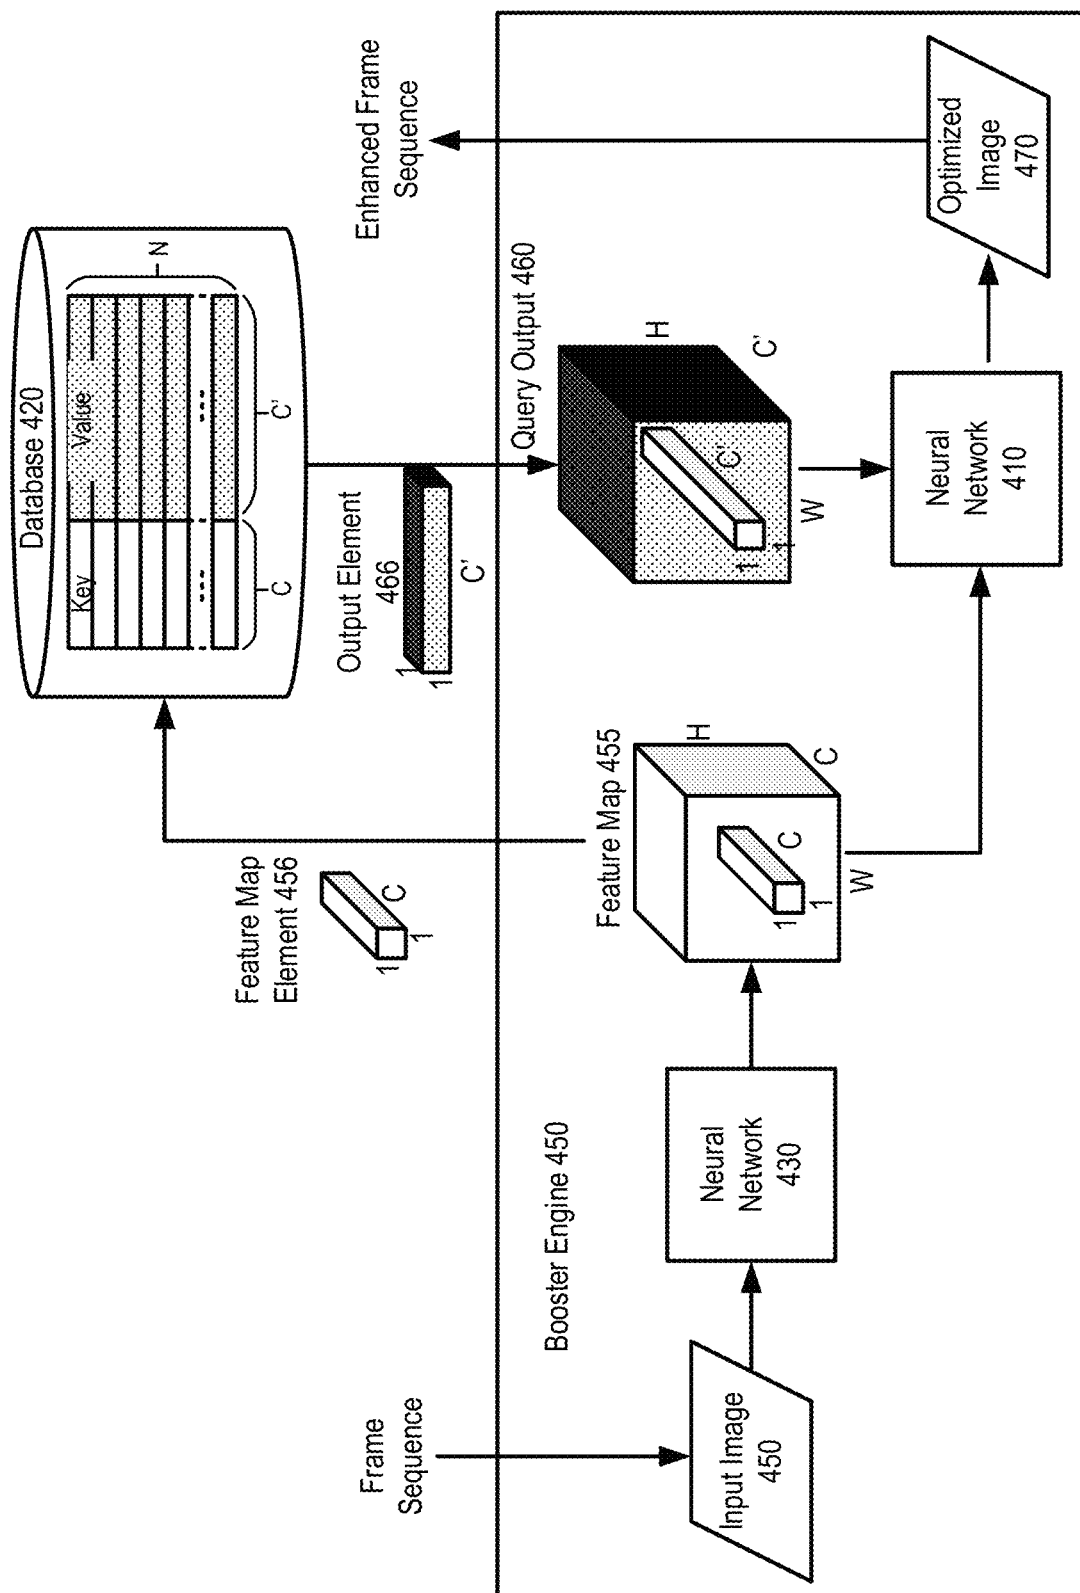 Database 420
Key
Value
...
...
N
C
C'
Enhanced Frame
Sequence
Feature Map
Element 456
1
1
C
Output Element
466
1
1
C'
Frame
Sequence
Booster Engine 450
Input Image
450
Neural
Network
430
Feature Map 455
H
C
W
1
1
C
Query Output 460
H
C'
W
1
1
C'
Neural
Network
410
Optimized
Image
470